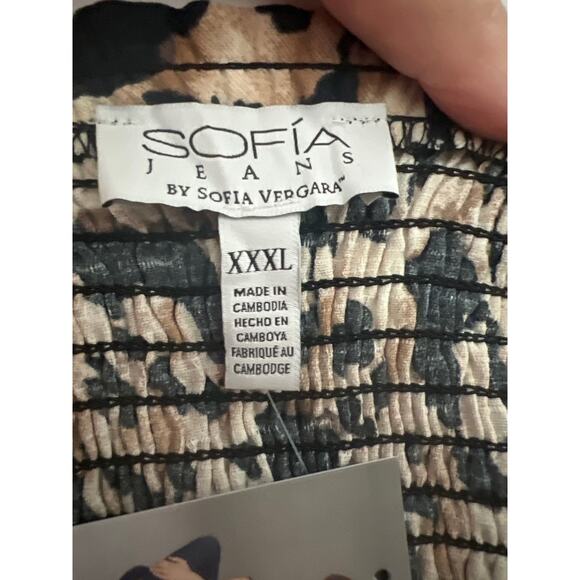 SOFÍA
JEANS
BY SOFIA VERGARA™
XXXL
MADE IN
CAMBODIA
HECHO EN
CAMBOYA
FABRIQUÉ AU
CAMBODGE